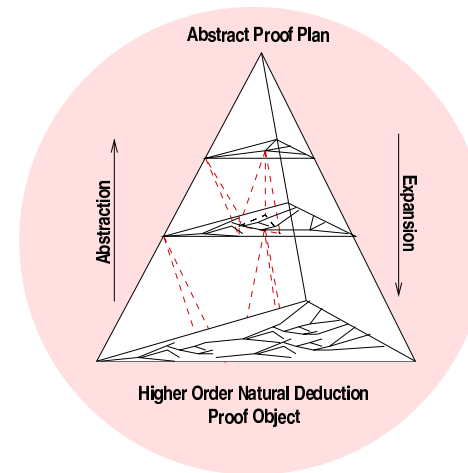 Abstract Proof Plan
Abstraction
Expansion
Higher Order Natural Deduction
Proof Object